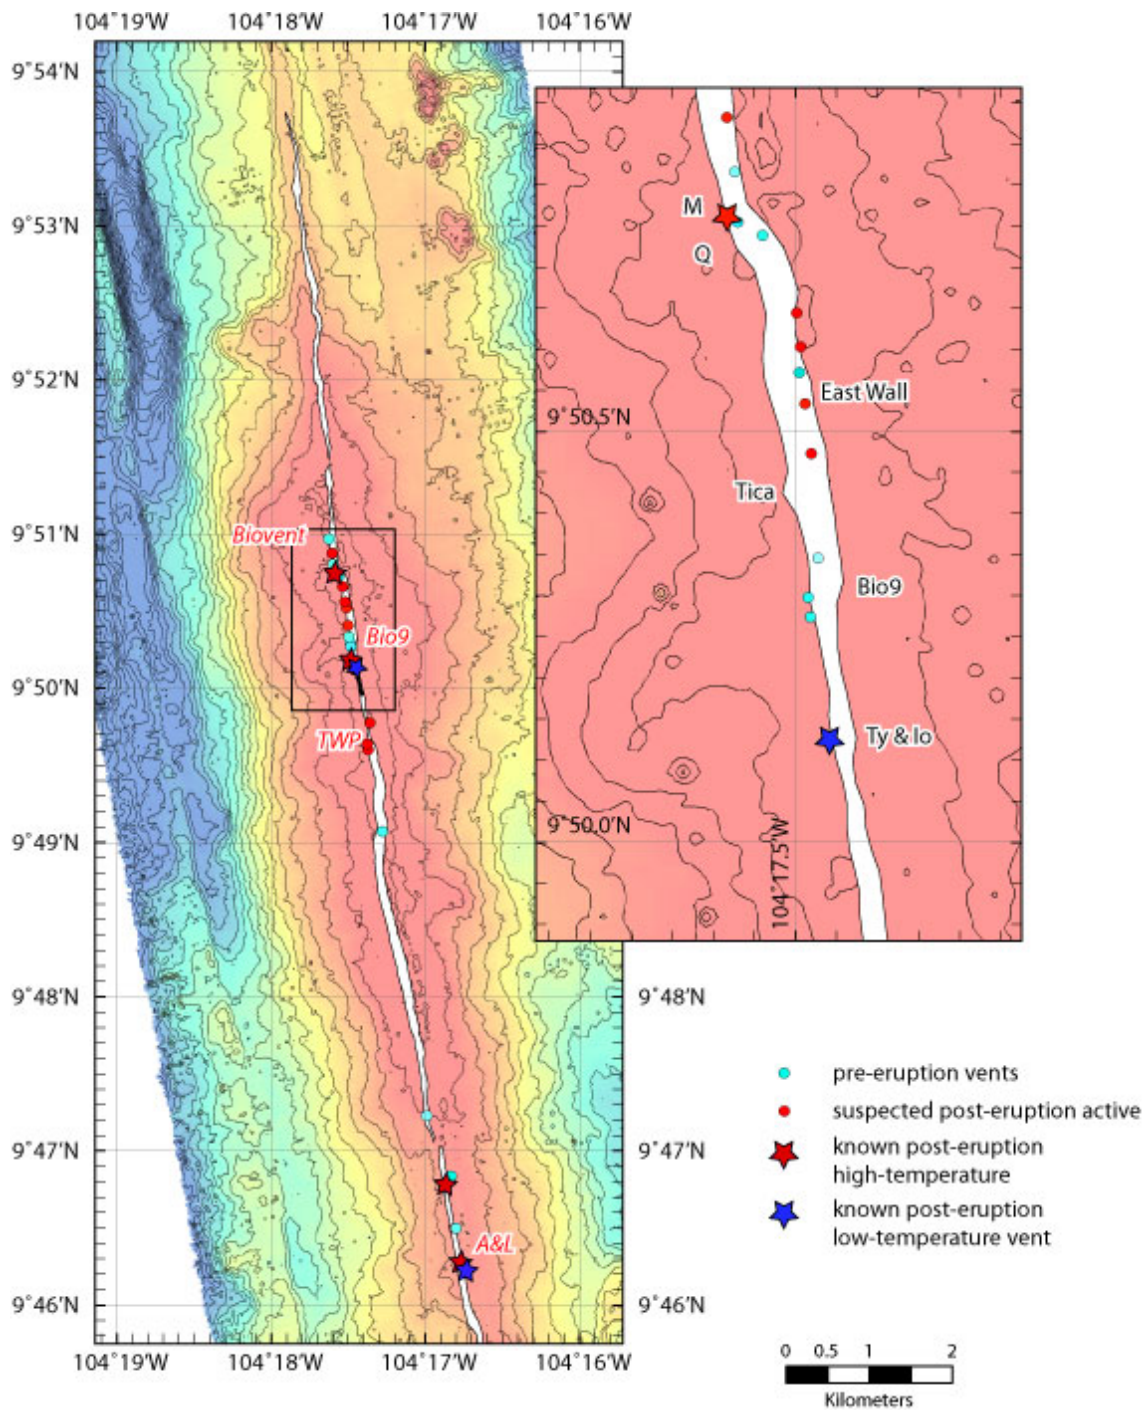 104˚19'W 104˚18'W 104˚17'W 104˚16'W
9˚54'N
9˚53'N
9˚52'N
9˚51'N
9˚50'N
9˚49'N
9˚48'N
9˚47'N
9˚46'N
104˚19'W 104˚18'W 104˚17'W 104˚16'W
9˚48'N
9˚47'N
9˚46'N
Biovent
Bio9
TWP
A&L
M
Q
East Wall
9˚50.5'N
Tica
Bio9
Ty & Io
9˚50.0'N
104˚17.5'W
pre-eruption vents
suspected post-eruption active
known post-eruption
high-temperature
known post-eruption
low-temperature vent
0 0.5 1 2
Kilometers